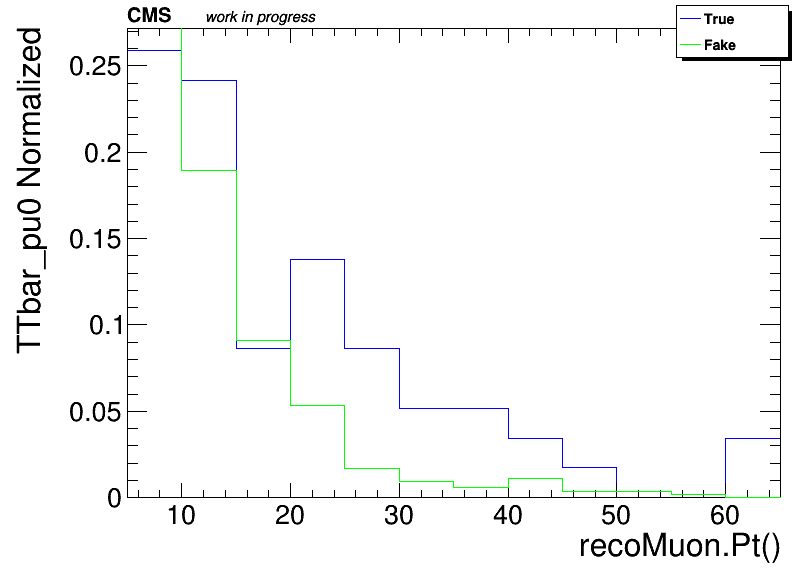 CMS work in progress
True
Fake
TTbar_pu0 Normalized
0.25
0.2
0.15
0.1
0.05
0
10 20 30 40 50 60
recoMuon.Pt()